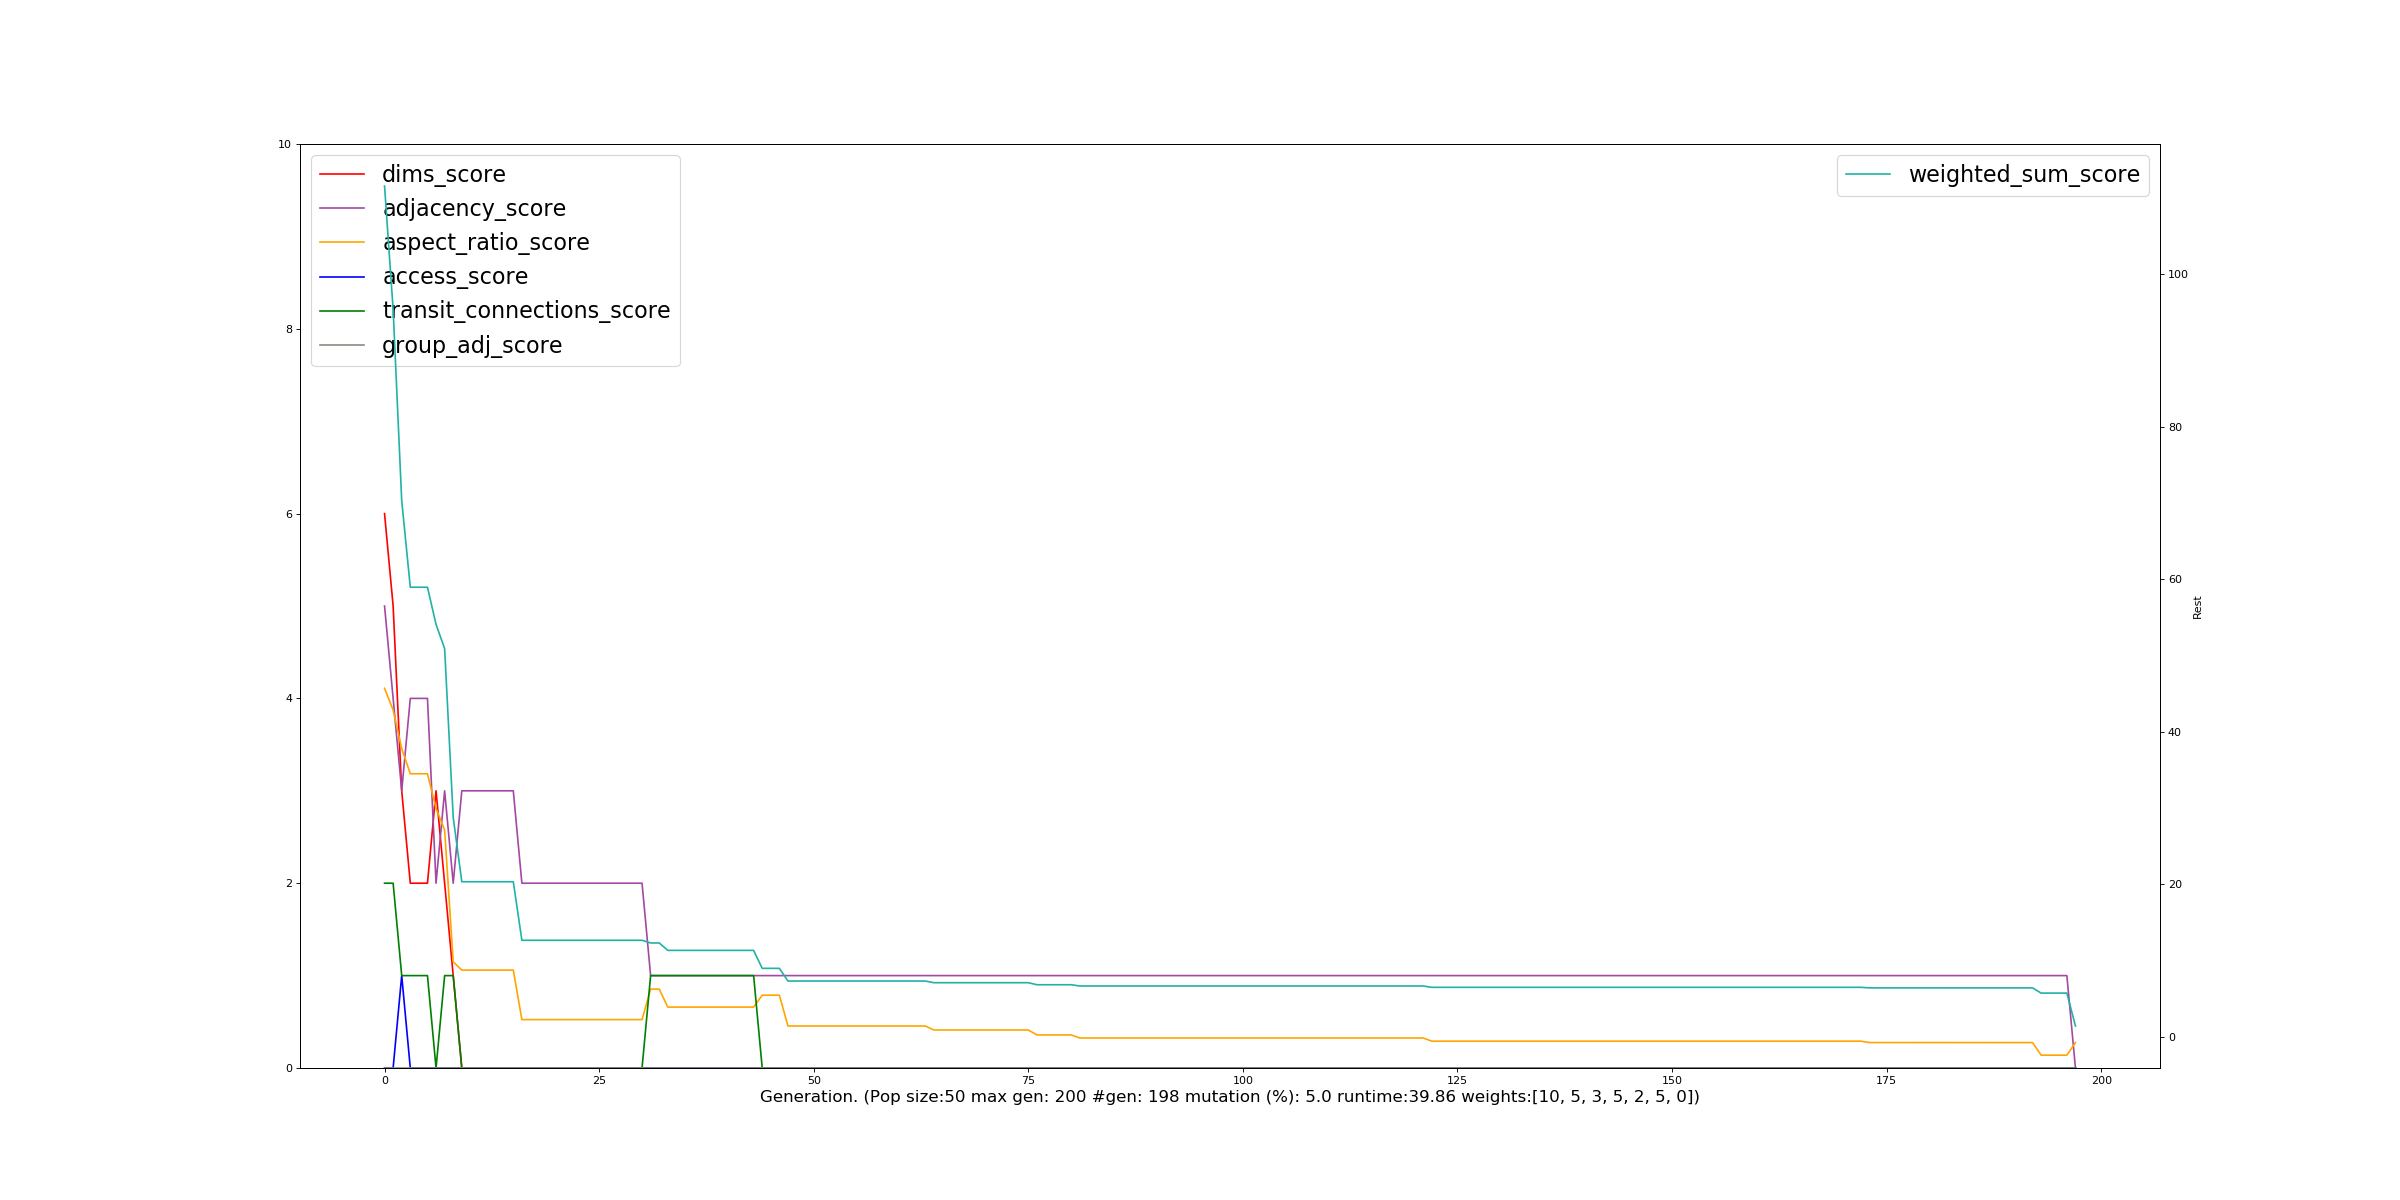 10
8
6
4
2
0
dims_score
adjacency_score
aspect_ratio_score
access_score
transit_connections_score
group_adj_score
weighted_sum_score
100
80
60
40
20
0
Rest
0 25 50 75 100 125 150 175 200
Generation. (Pop size:50 max gen: 200 #gen: 198 mutation (%): 5.0 runtime:39.86 weights:[10, 5, 3, 5, 2, 5, 0])